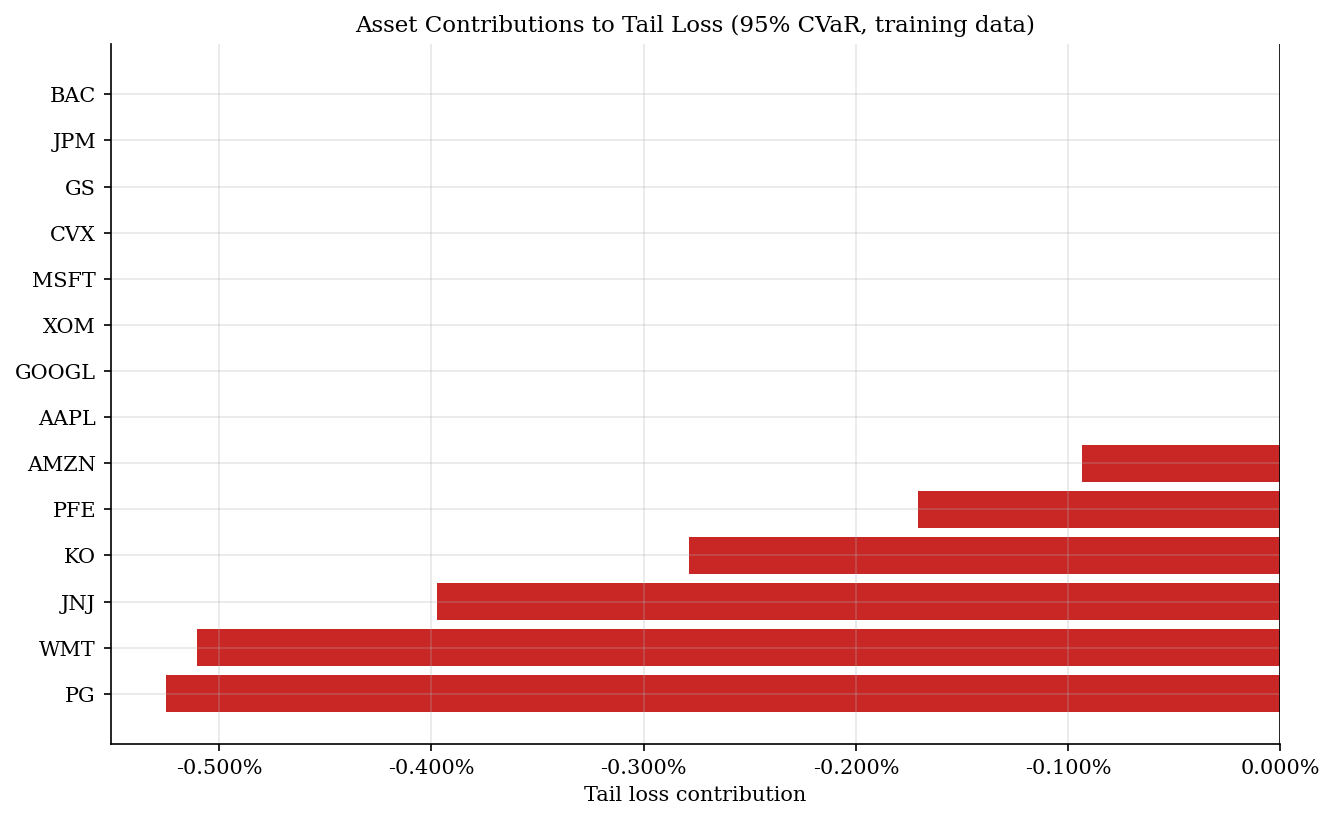 Asset Contributions to Tail Loss (95% CVaR, training data)
BAC
JPM
GS
CVX
MSFT
XOM
GOOGL
AAPL
AMZN
PFE
KO
JNJ
WMT
PG
-0.500% -0.400% -0.300% -0.200% -0.100% 0.000%
Tail loss contribution